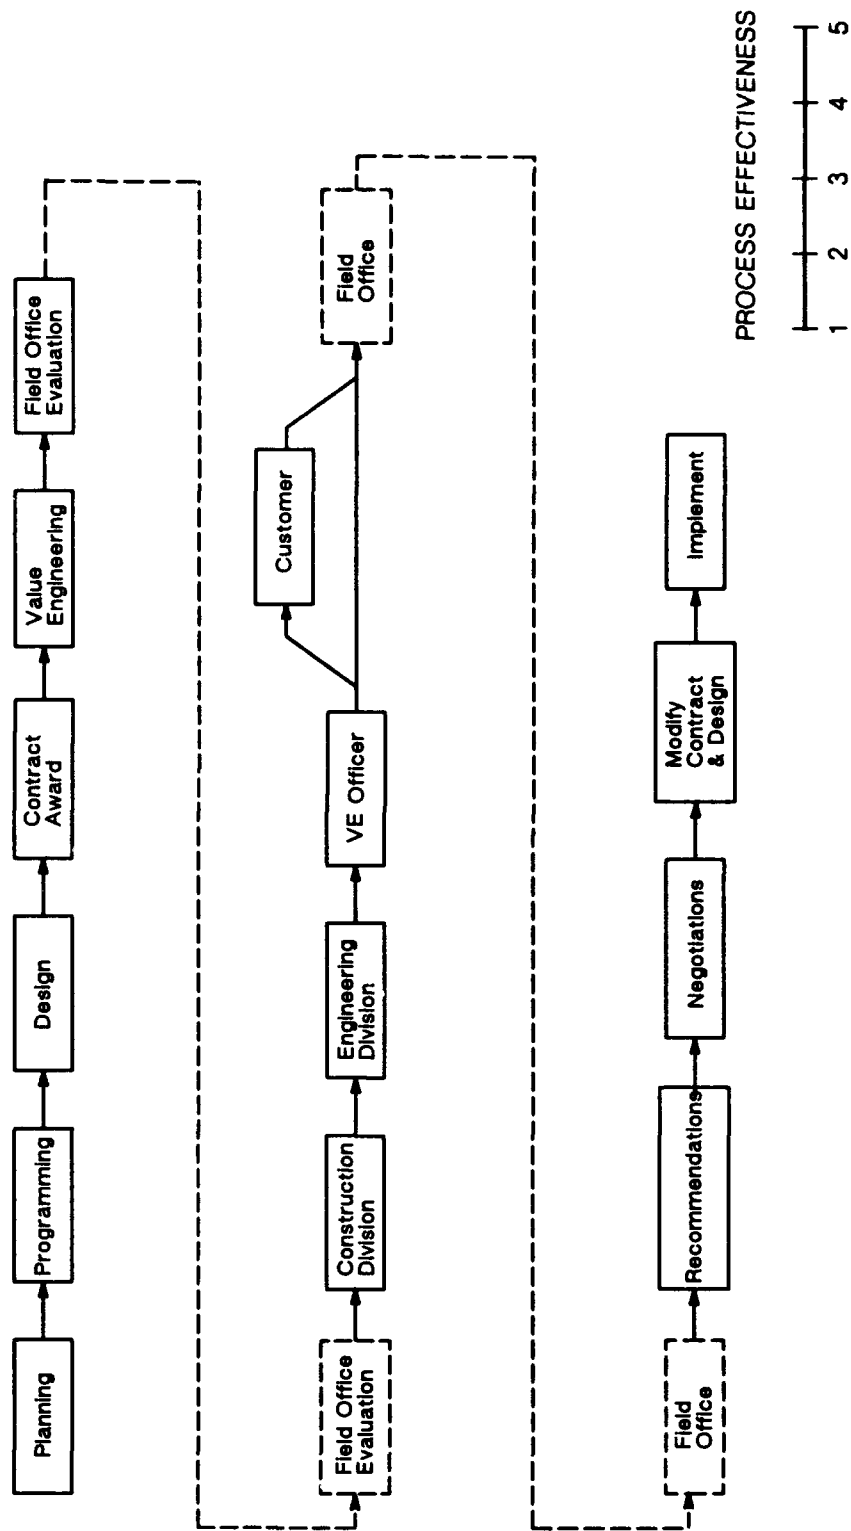 Planning
Programming
Design
Contract
Award
Value
Engineering
Field Office
Evaluation
Field Office
Evaluation
Construction
Division
Engineering
Division
VE Officer
Customer
Field
Office
Field
Office
Recommendations
Negotiations
Modify
Contract
& Design
Implement
PROCESS EFFECTIVENESS
1 2 3 4 5